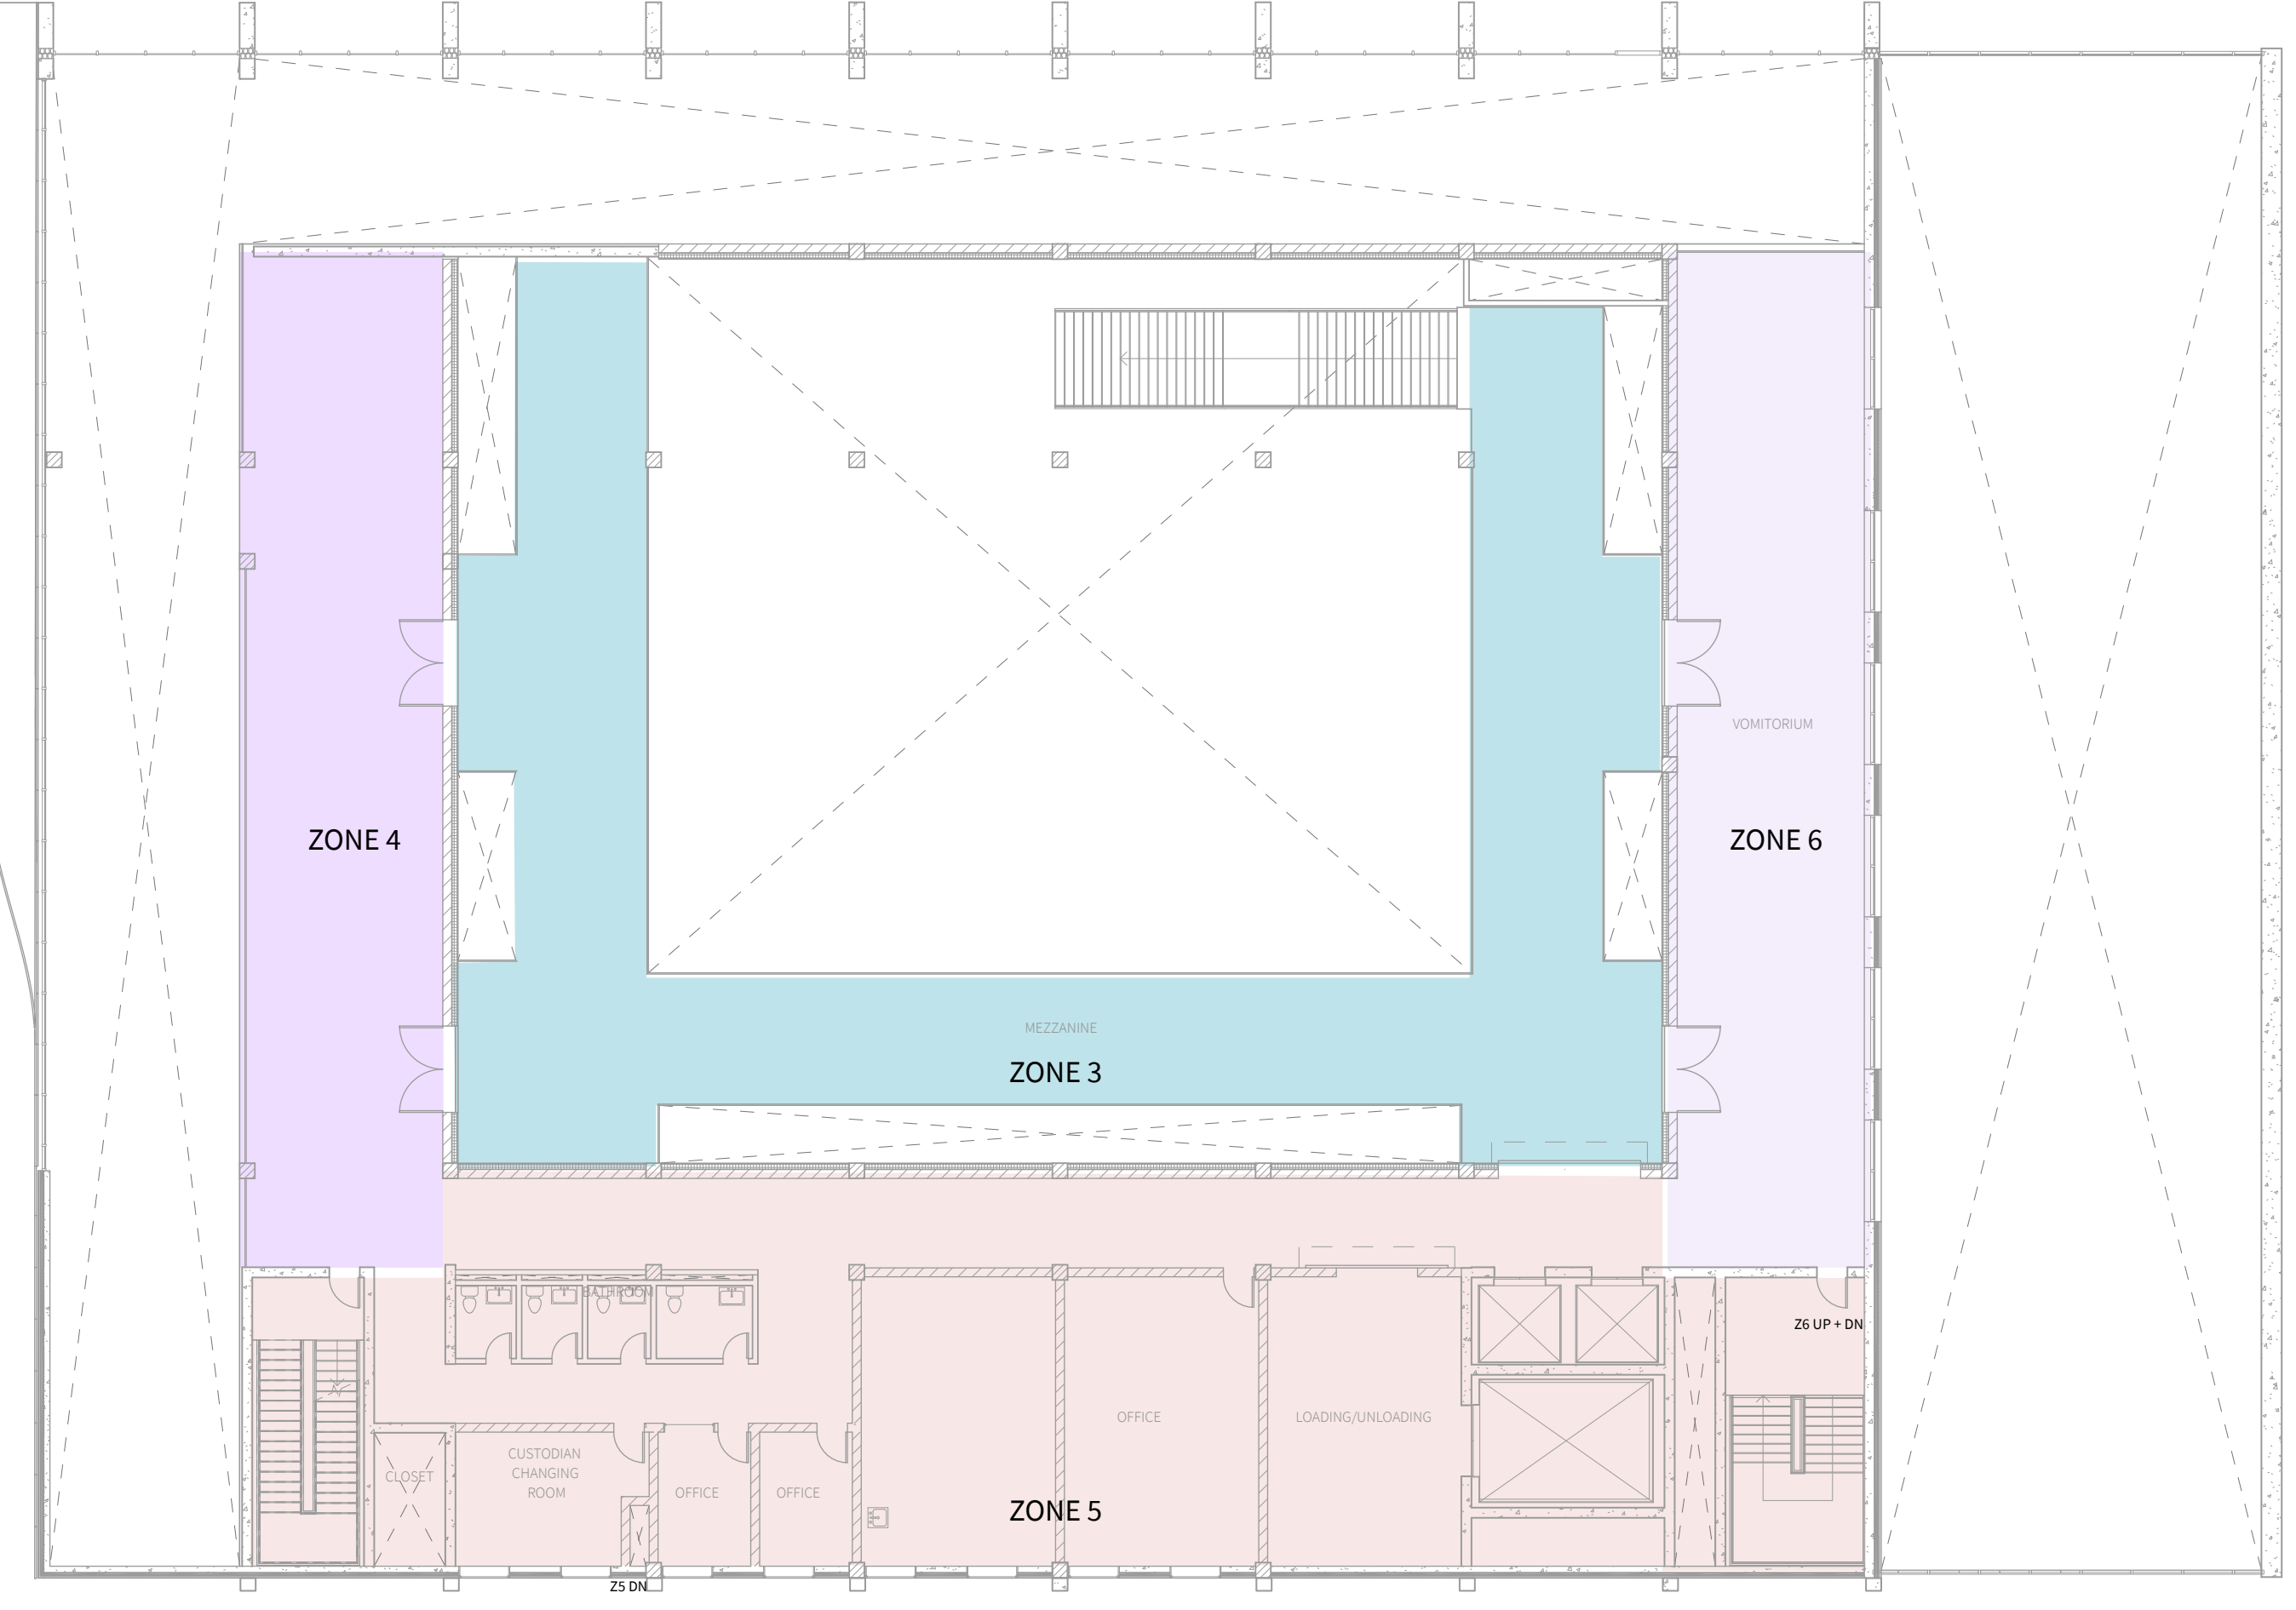 VOMITORIUM
ZONE 4
ZONE 6
MEZZANINE
ZONE 3
BATHROOM
Z6 UP + DN
OFFICE
LOADING/UNLOADING
CUSTODIAN
CHANGING
ROOM
CLOSET
OFFICE
OFFICE
ZONE 5
Z5 DN